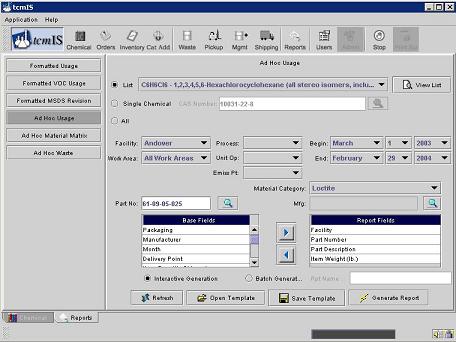 tcmIS
Application Help
tcmIS Chemical Orders Inventory Cat Add Waste Pickup Mgmt Shipping Reports Users Admin Stop
Ad Hoc Usage
Formatted Usage
Formatted VOC Usage
Formatted MSDS Revision
Ad Hoc Usage
Ad Hoc Material Matrix
Ad Hoc Waste
List C6H6Cl6 - 1,2,3,4,5,6-Hexachlorocyclohexane (all stereo isomers, inclu... View List
Single Chemical CAS Number: 10031-22-8
All
Facility: Andover Process: Begin: March 1 2003
Work Area: All Work Areas Unit Op: End: February 29 2004
Emiss Pt:
Material Category: Loctite
Part No: 61-09-05-025 Mfg:
Base Fields Report Fields
Packaging Facility
Manufacturer Part Number
Month Part Description
Delivery Point Item Weight (lb.)
Interactive Generation Batch Generat... Rpt Name
Refresh Open Template Save Template Generate Report
Chemical Reports